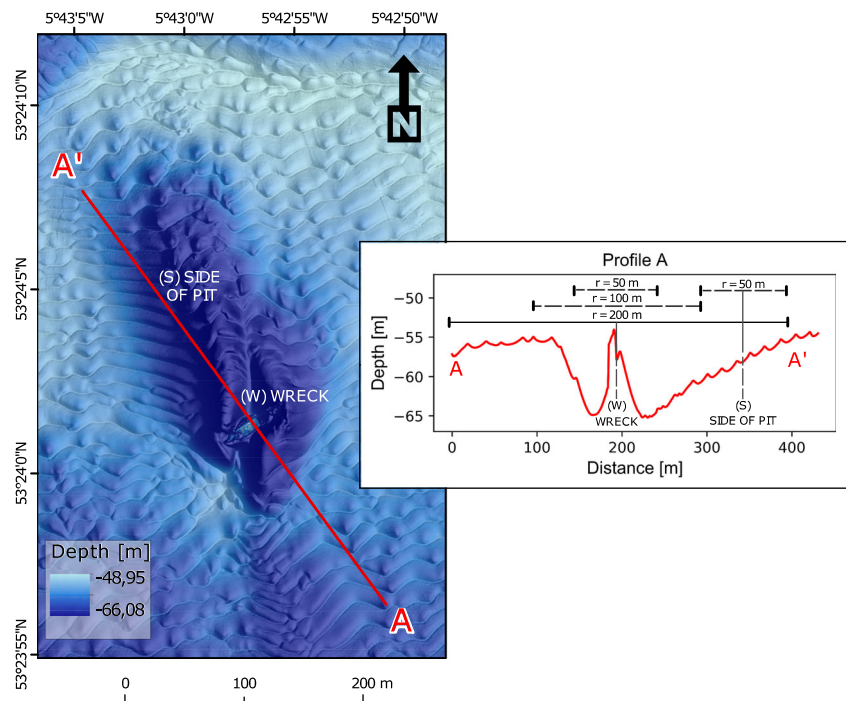 5°43'5"W 5°43'0"W 5°42'55"W 5°42'50"W
53°24'10"N
53°24'5"N
53°24'0"N
53°23'55"N
N
A'
(S) SIDE
OF PIT
(W) WRECK
A
Depth [m]
-48,95
-66,08
0 100 200 m
Profile A
r = 50 m r = 50 m
r = 100 m
r = 200 m
Depth [m]
−50
−55
−60
−65
A
A'
(W)
WRECK
(S)
SIDE OF PIT
0 100 200 300 400
Distance [m]